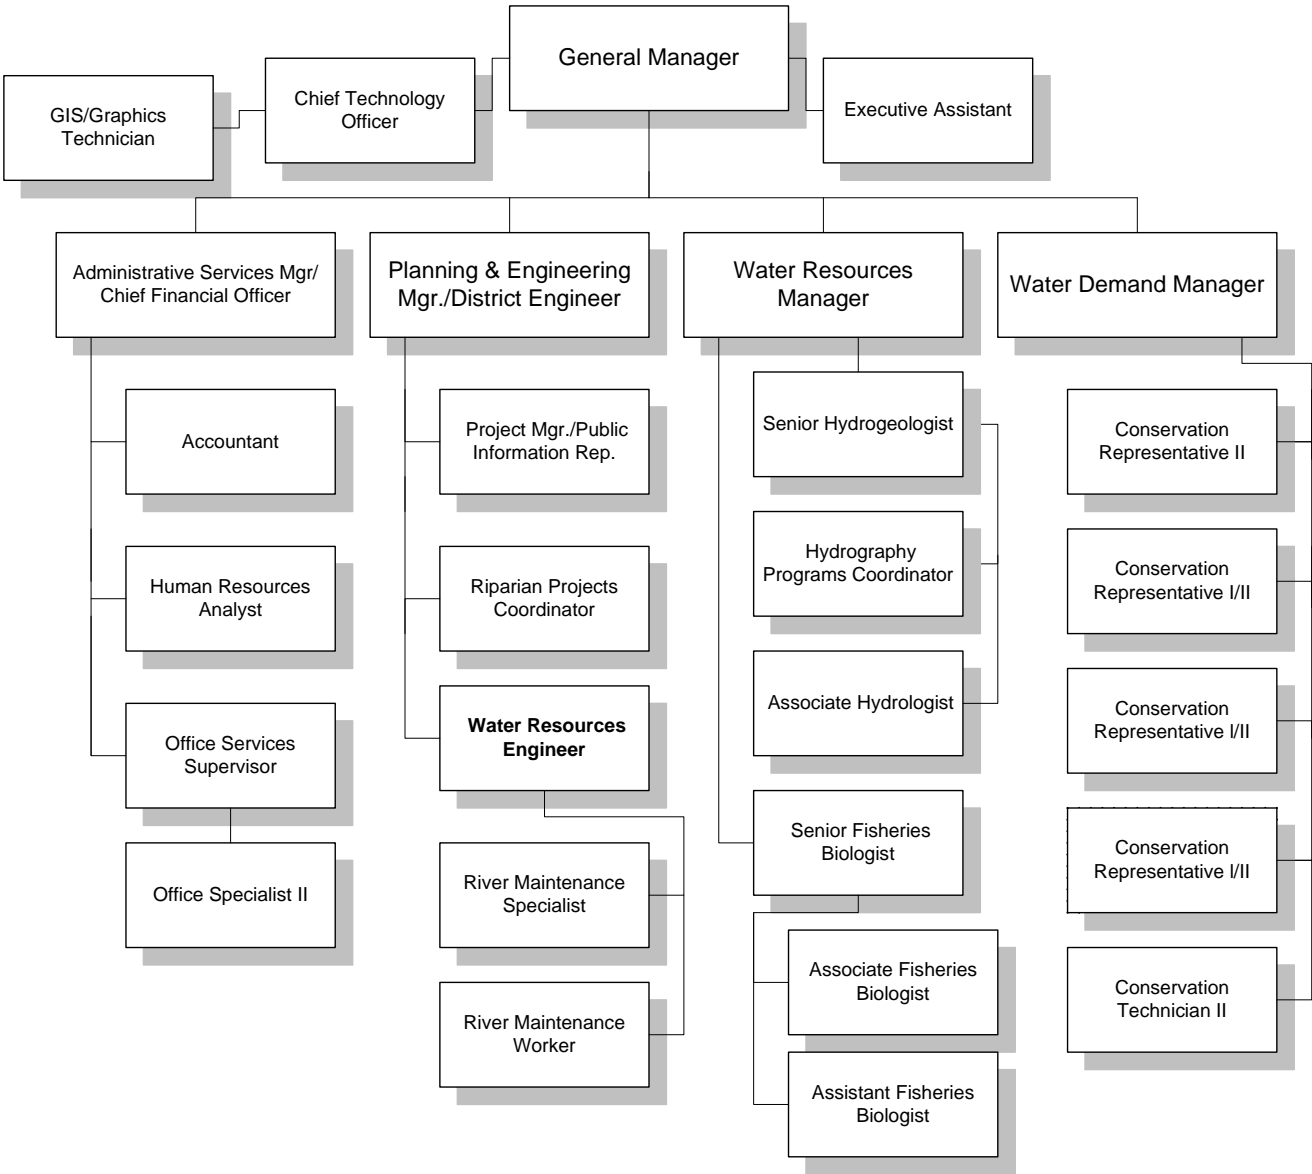 General Manager
Chief Technology
Officer
GIS/Graphics
Technician
Executive Assistant
Administrative Services Mgr/
Chief Financial Officer
Planning & Engineering
Mgr./District Engineer
Water Resources
Manager
Water Demand Manager
Accountant
Human Resources
Analyst
Office Services
Supervisor
Office Specialist II
Project Mgr./Public
Information Rep.
Riparian Projects
Coordinator
Water Resources
Engineer
River Maintenance
Specialist
River Maintenance
Worker
Senior Hydrogeologist
Hydrography
Programs Coordinator
Associate Hydrologist
Senior Fisheries
Biologist
Associate Fisheries
Biologist
Assistant Fisheries
Biologist
Conservation
Representative II
Conservation
Representative I/II
Conservation
Representative I/II
Conservation
Representative I/II
Conservation
Technician II